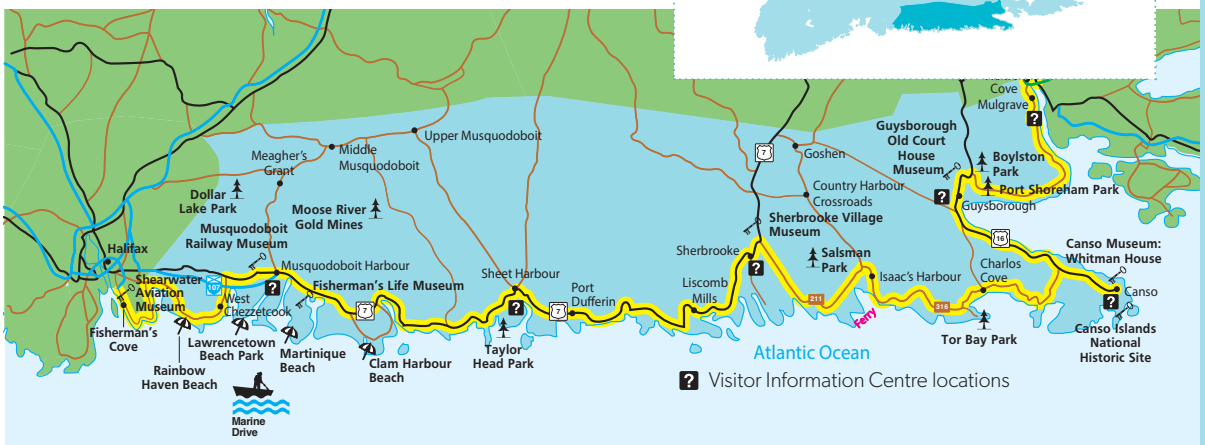 Cove
Mulgrave
?
Guysborough
Old Court
House
Museum
Boylston
Park
Port Shoreham Park
?
Guysborough
16
Upper Musquodoboit
Middle
Musquodoboit
Meagher's
Grant
7
Goshen
Country Harbour
Crossroads
Dollar
Lake Park
Moose River
Gold Mines
Musquodoboit
Railway Museum
Sherbrooke Village
Museum
Halifax
Musquodoboit Harbour
Sherbrooke
?
Salsman
Park
Canso Museum:
Whitman House
Shearwater
Aviation
Museum
107
West
Chezzetcook
?
Fisherman's Life Museum
Sheet Harbour
?
Port
Dufferin
Liscomb
Mills
Isaac's Harbour
Charlos
Cove
Canso
?
7
7
211
316
Ferry
Fisherman's
Cove
Rainbow
Haven Beach
Lawrencetown
Beach Park
Martinique
Beach
Clam Harbour
Beach
Taylor
Head Park
Tor Bay Park
Canso Islands
National
Historic Site
Atlantic Ocean
? Visitor Information Centre locations
Marine
Drive